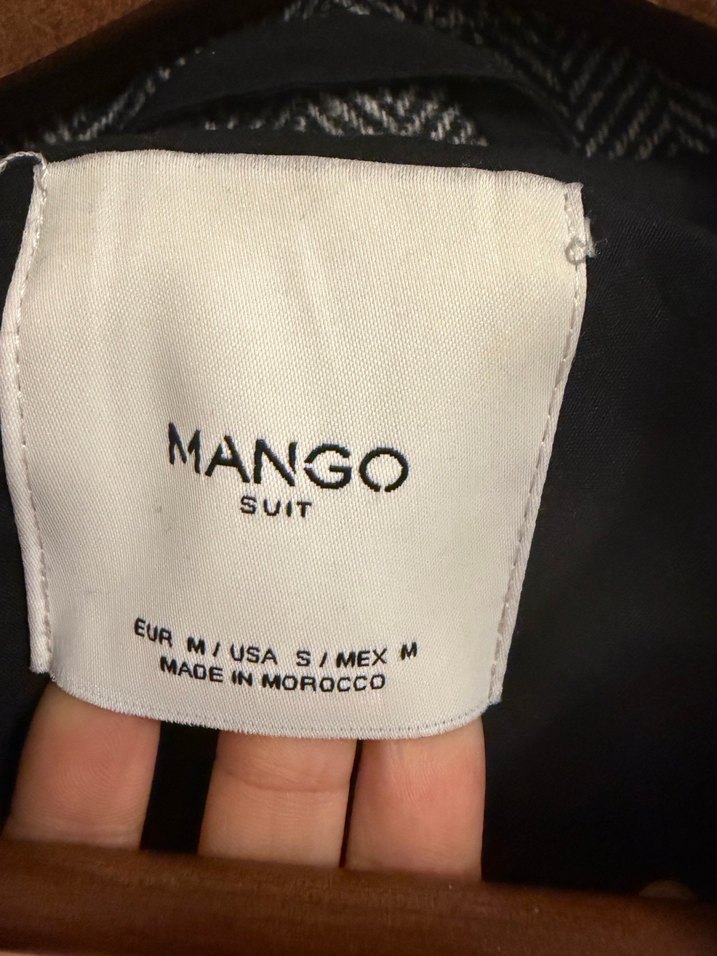 MANGO
SUIT
EUR M / USA S / MEX M
MADE IN MOROCCO